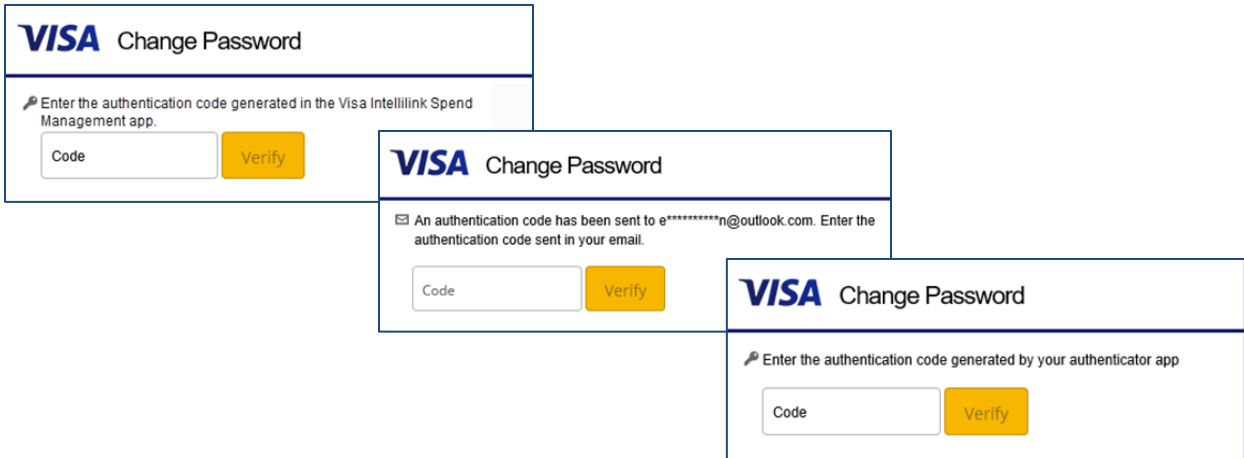 VISA Change Password
Enter the authentication code generated in the Visa Intellilink Spend
Management app.
Code Verify
VISA Change Password
An authentication code has been sent to e**********n@outlook.com. Enter the
authentication code sent in your email.
Code Verify
VISA Change Password
Enter the authentication code generated by your authenticator app
Code Verify